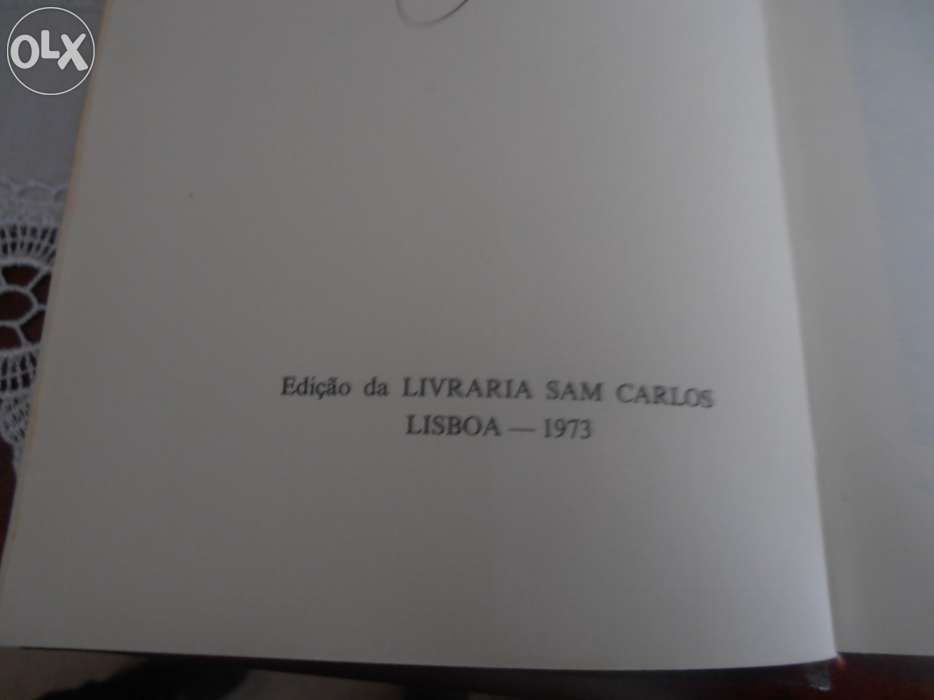 OLX
Edição da LIVRARIA SAM CARLOS
LISBOA — 1973